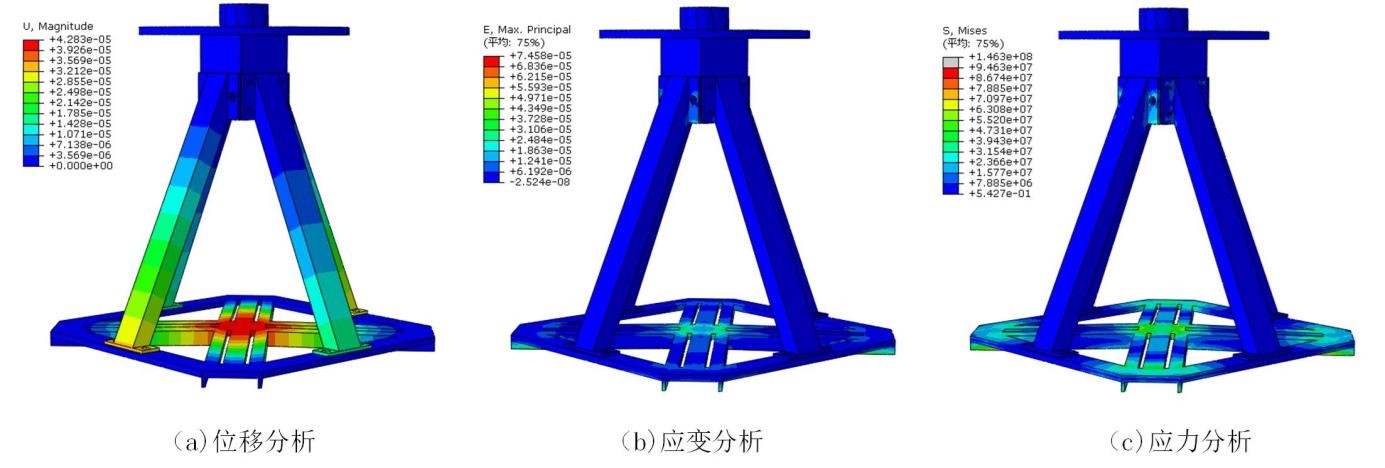 U, Magnitude
+4.283e-05
+3.926e-05
+3.569e-05
+3.212e-05
+2.855e-05
+2.498e-05
+2.142e-05
+1.785e-05
+1.428e-05
+1.071e-05
+7.138e-06
+3.569e-06
+0.000e+00
E, Max. Principal
(平均: 75%)
+7.458e-05
+6.836e-05
+6.215e-05
+5.593e-05
+4.971e-05
+4.349e-05
+3.728e-05
+3.106e-05
+2.484e-05
+1.863e-05
+1.241e-05
+6.192e-06
-2.524e-08
S, Mises
(平均: 75%)
+1.463e+08
+9.463e+07
+8.674e+07
+7.885e+07
+7.097e+07
+6.308e+07
+5.520e+07
+4.731e+07
+3.943e+07
+3.154e+07
+2.366e+07
+1.577e+07
+7.885e+06
+5.427e-01
(a)位移分析
(b)应变分析
(c)应力分析